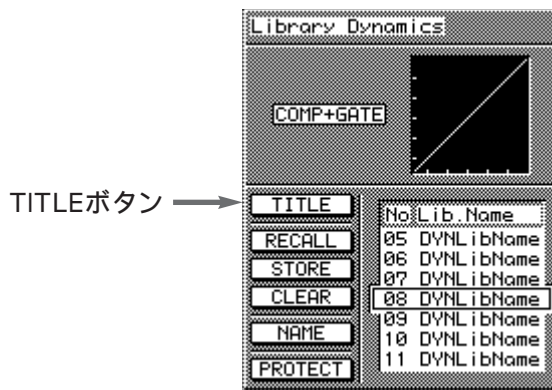 Library Dynamics
COMP+GATE
TITLEボタン
TITLE
RECALL
STORE
CLEAR
NAME
PROTECT
No Lib.Name
05 DYNLibName
06 DYNLibName
07 DYNLibName
08 DYNLibName
09 DYNLibName
10 DYNLibName
11 DYNLibName